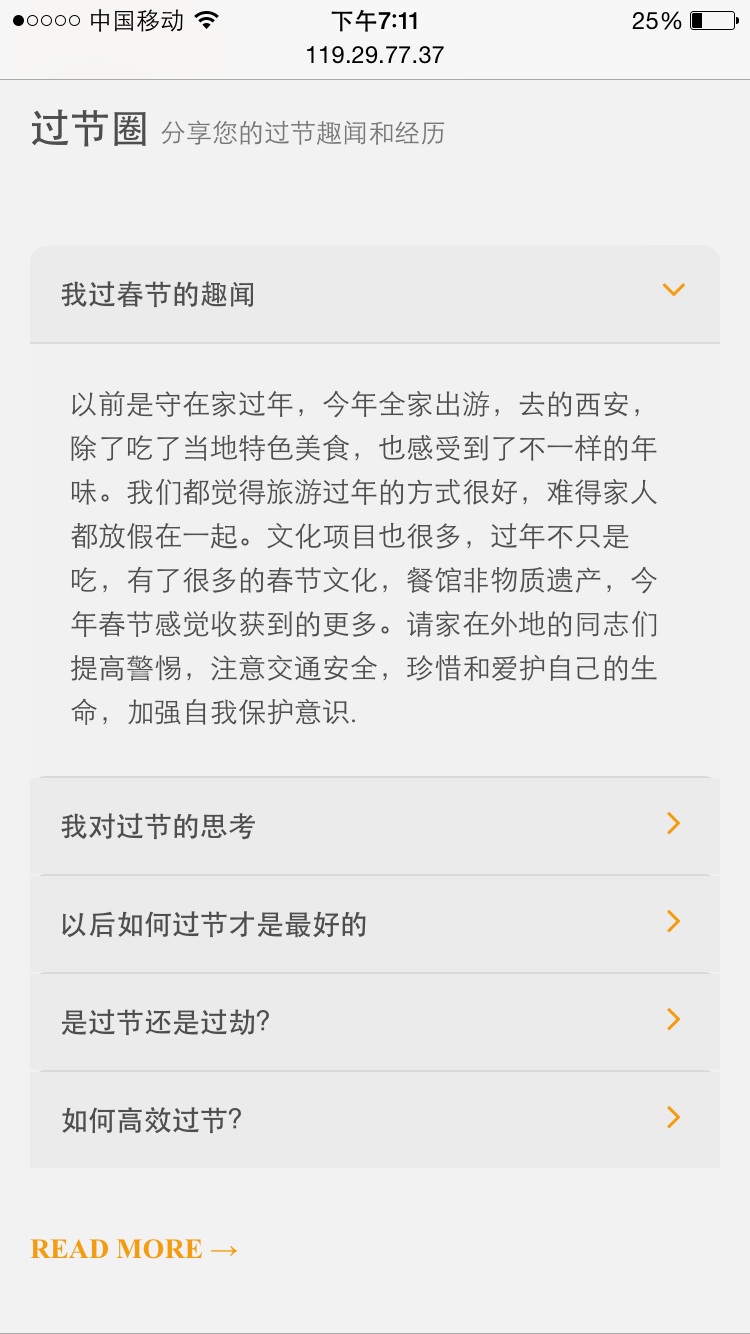 中国移动 下午7:11 25%
119.29.77.37
过节圈 分享您的过节趣闻和经历
我过春节的趣闻
以前是守在家过年，今年全家出游，去的西安，
除了吃了当地特色美食，也感受到了不一样的年
味。我们都觉得旅游过年的方式很好，难得家人
都放假在一起。文化项目也很多，过年不只是
吃，有了很多的春节文化，餐馆非物质遗产，今
年春节感觉收获到的更多。请家在外地的同志们
提高警惕，注意交通安全，珍惜和爱护自己的生
命，加强自我保护意识.
我对过节的思考
以后如何过节才是最好的
是过节还是过劫?
如何高效过节?
READ MORE →